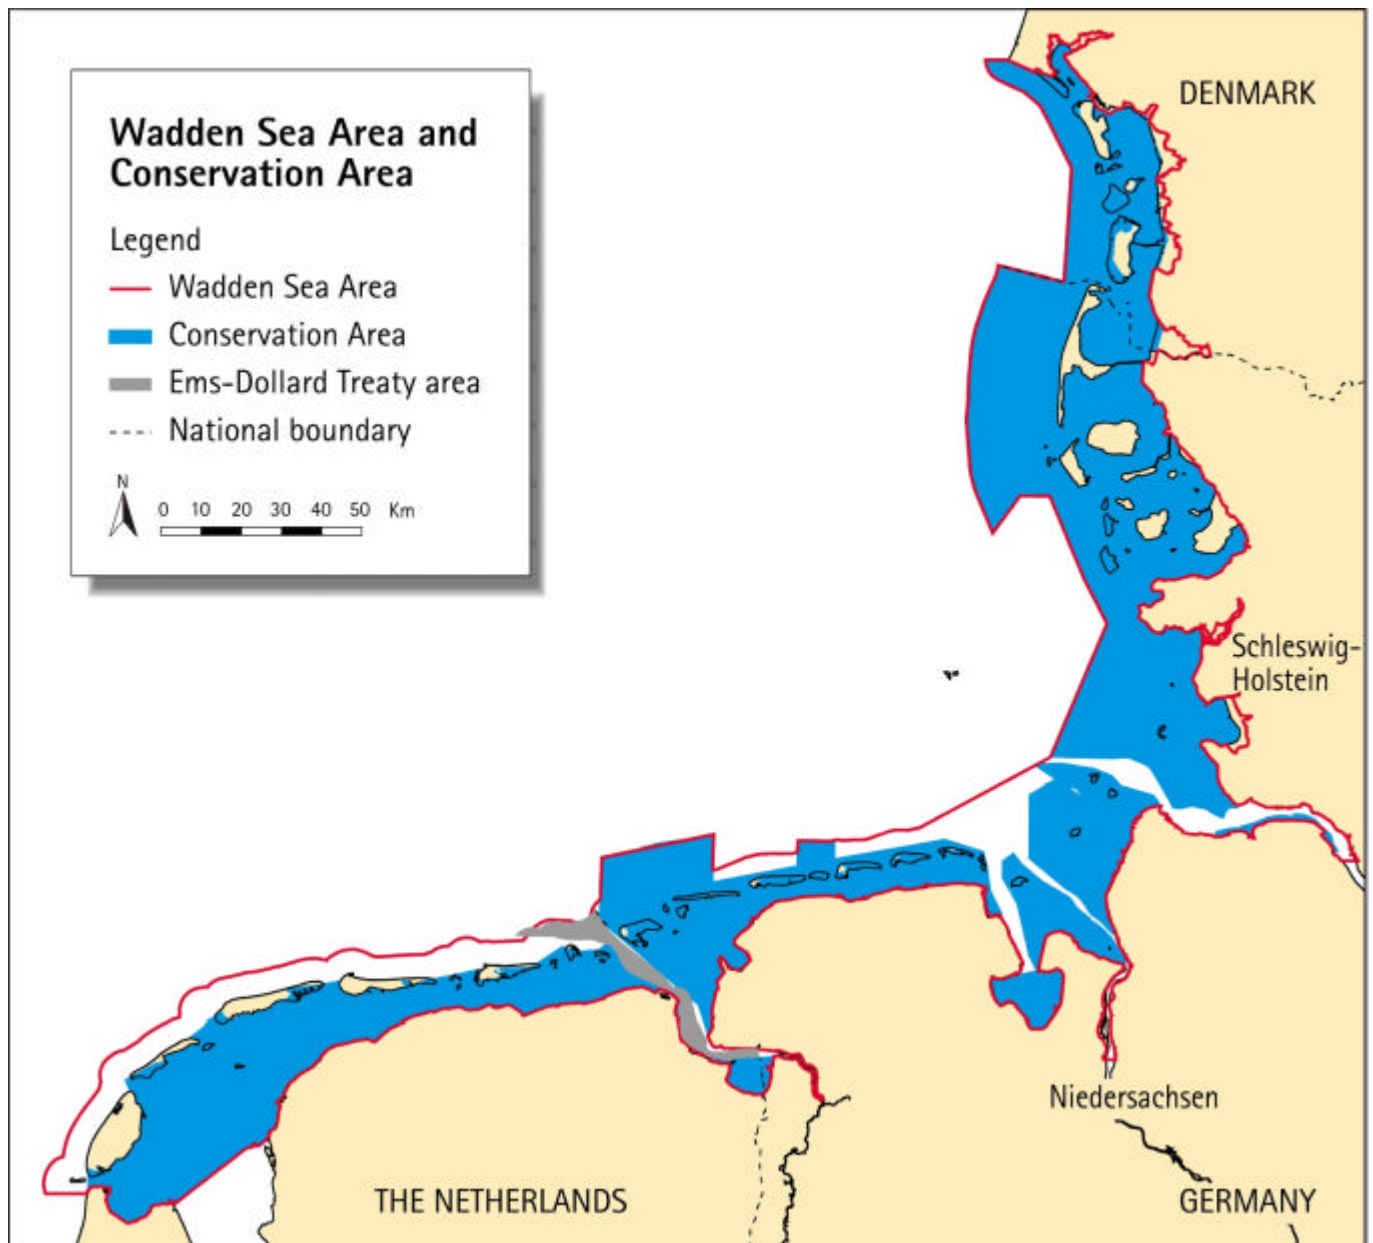 Wadden Sea Area and
Conservation Area
Legend
Wadden Sea Area
Conservation Area
Ems-Dollard Treaty area
National boundary
N
0 10 20 30 40 50 Km
DENMARK
Schleswig-
Holstein
Niedersachsen
THE NETHERLANDS
GERMANY